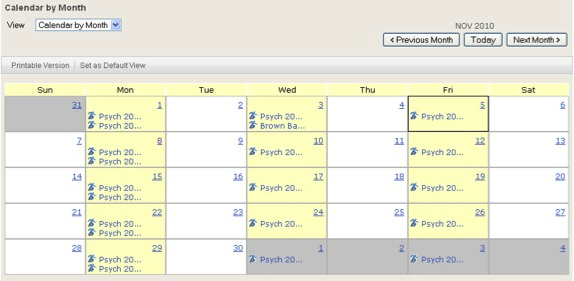 Calendar by Month
View Calendar by Month
NOV 2010
< Previous Month Today Next Month >
Printable Version Set as Default View
Sun Mon Tue Wed Thu Fri Sat
31 1 2 3 4 5 6
Psych 20... Psych 20... Psych 20...
Psych 20... Brown Ba...
7 8 9 10 11 12 13
Psych 20... Psych 20... Psych 20...
Psych 20...
14 15 16 17 18 19 20
Psych 20... Psych 20... Psych 20...
Psych 20...
21 22 23 24 25 26 27
Psych 20... Psych 20... Psych 20...
Psych 20...
28 29 30 1 2 3 4
Psych 20... Psych 20... Psych 20...
Psych 20...